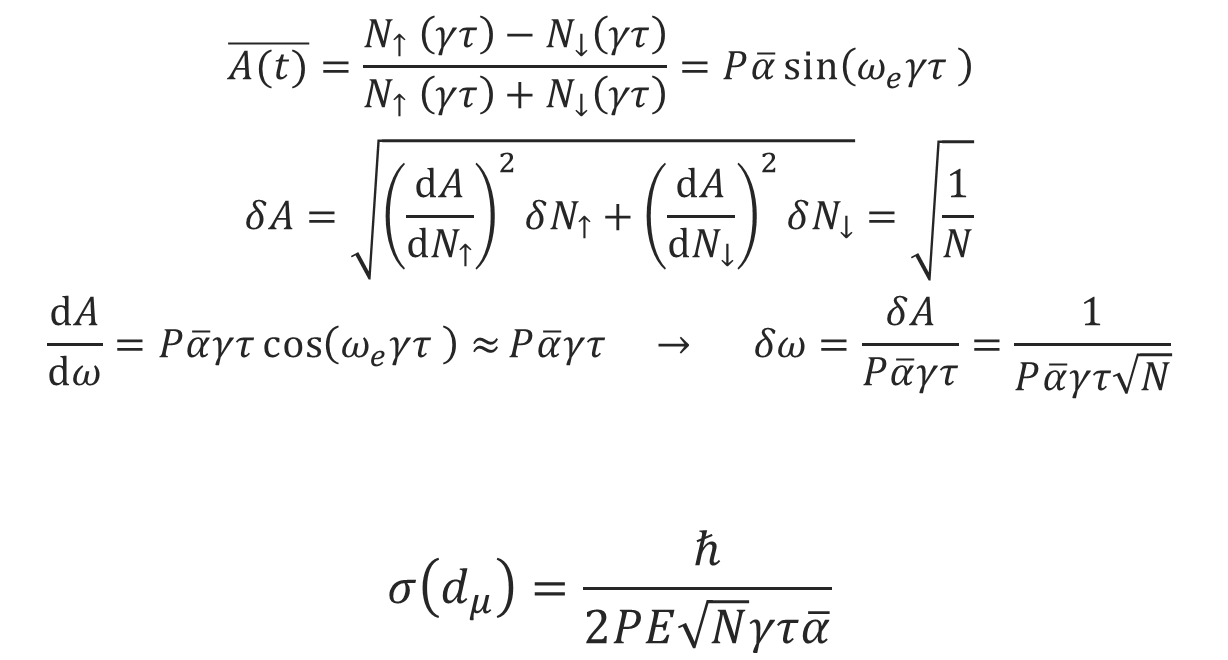 $\overline{A(t)} = \frac{N_\uparrow(\gamma\tau) - N_\downarrow(\gamma\tau)}{N_\uparrow(\gamma\tau) + N_\downarrow(\gamma\tau)} = P\bar{\alpha}\sin(\omega_e\gamma\tau)$
$\delta A = \sqrt{\left(\frac{\mathrm{d}A}{\mathrm{d}N_\uparrow}\right)^2 \delta N_\uparrow + \left(\frac{\mathrm{d}A}{\mathrm{d}N_\downarrow}\right)^2 \delta N_\downarrow} = \sqrt{\frac{1}{N}}$
$\frac{\mathrm{d}A}{\mathrm{d}\omega} = P\bar{\alpha}\gamma\tau\cos(\omega_e\gamma\tau) \approx P\bar{\alpha}\gamma\tau \quad \rightarrow \quad \delta\omega = \frac{\delta A}{P\bar{\alpha}\gamma\tau} = \frac{1}{P\bar{\alpha}\gamma\tau\sqrt{N}}$
$\sigma(d_\mu) = \frac{\hbar}{2PE\sqrt{N}\gamma\tau\bar{\alpha}}$